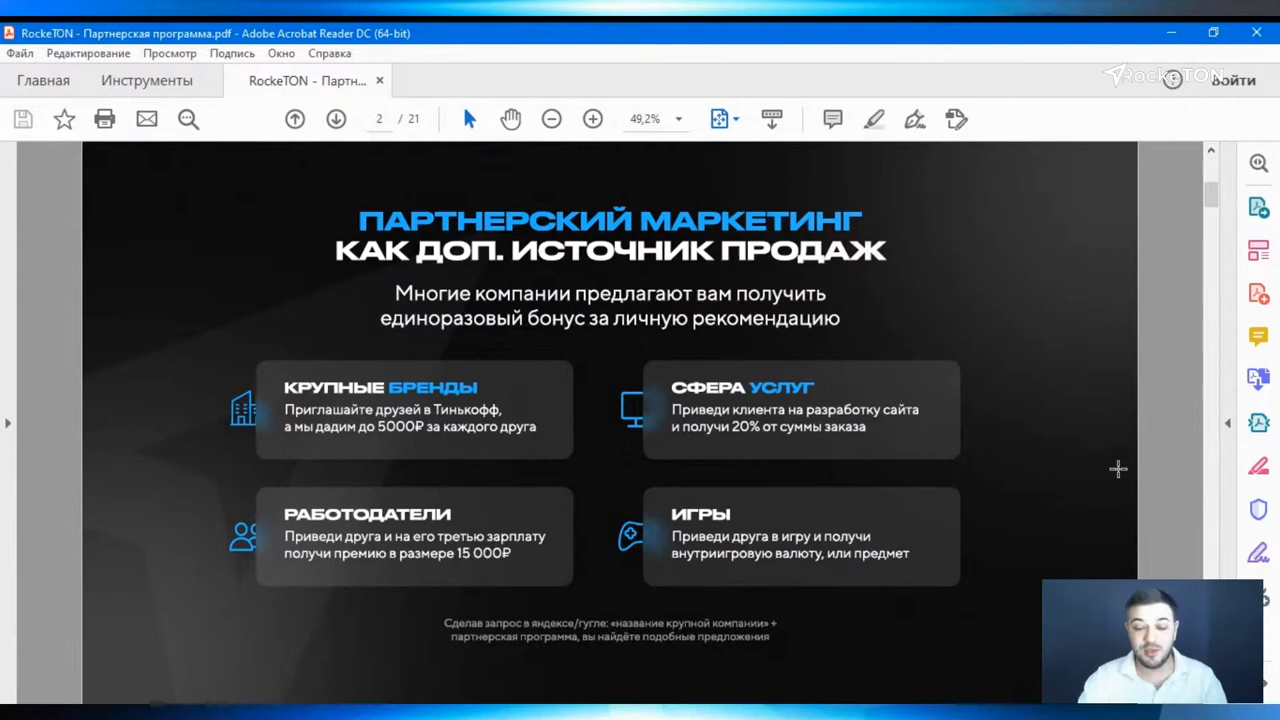 RockeTON - Партнерская программа.pdf - Adobe Acrobat Reader DC (64-bit)
Файл Редактирование Просмотр Подпись Окно Справка
Главная Инструменты RockeTON - Партн... RockeTON
2 / 21 49,2%
ПАРТНЕРСКИЙ МАРКЕТИНГ
КАК ДОП. ИСТОЧНИК ПРОДАЖ
Многие компании предлагают вам получить
единоразовый бонус за личную рекомендацию
КРУПНЫЕ БРЕНДЫ
Приглашайте друзей в Тинькофф,
а мы дадим до 5000₽ за каждого друга
СФЕРА УСЛУГ
Приведи клиента на разработку сайта
и получи 20% от суммы заказа
РАБОТОДАТЕЛИ
Приведи друга и на его третью зарплату
получи премию в размере 15 000₽
ИГРЫ
Приведи друга в игру и получи
внутриигровую валюту, или предмет
Сделав запрос в яндексе/гугле: «название крупной компании» +
партнерская программа, вы найдёте подобные предложения